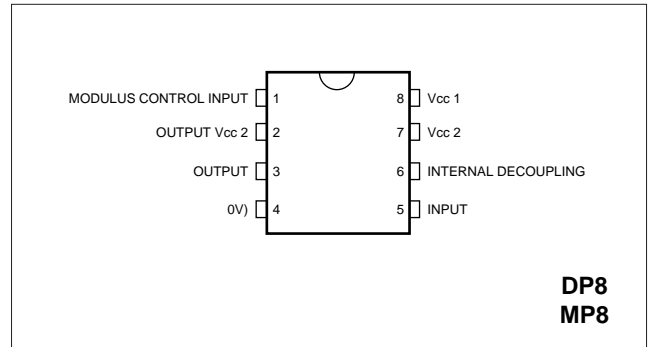 MODULUS CONTROL INPUT 1 8 Vcc 1
OUTPUT Vcc 2 2 7 Vcc 2
OUTPUT 3 6 INTERNAL DECOUPLING
0V) 4 5 INPUT
DP8
MP8